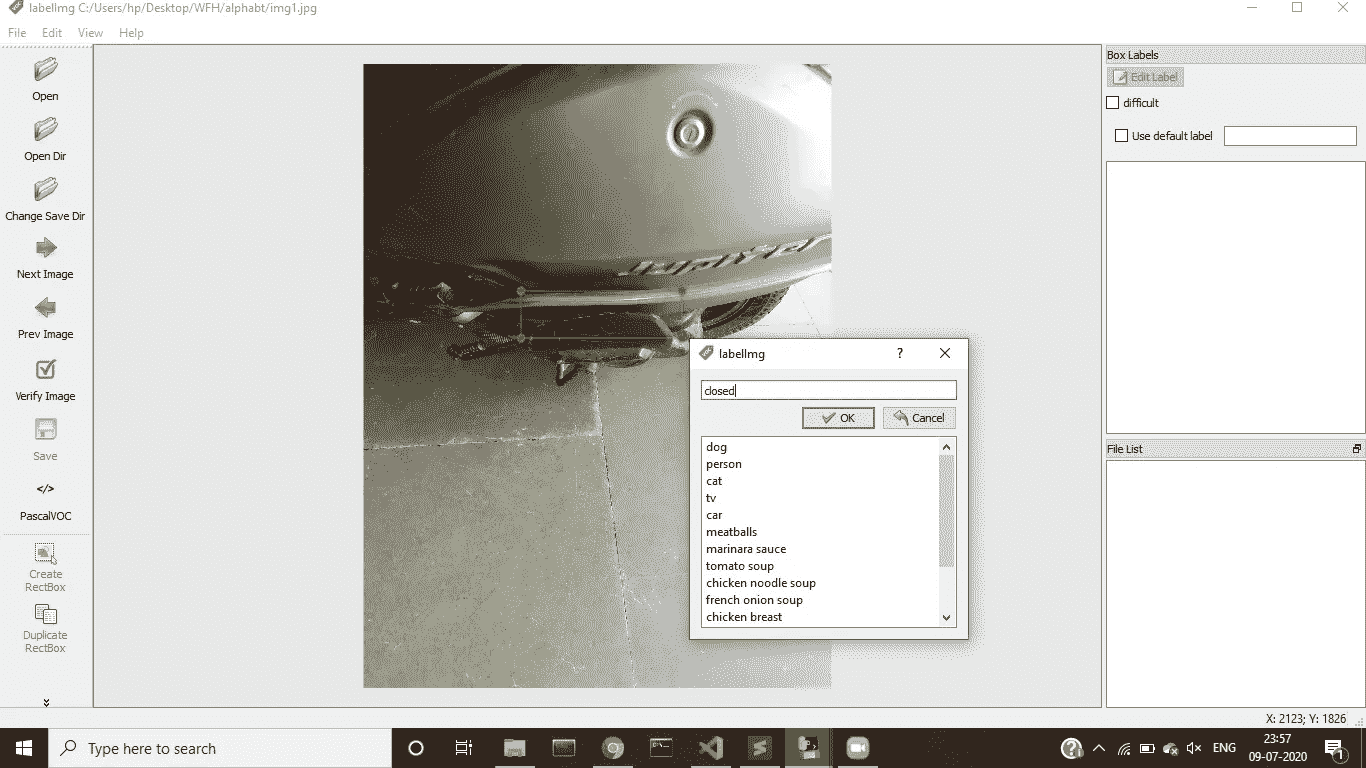 labelImg C:/Users/hp/Desktop/WFH/alphabt/img1.jpg
File Edit View Help
Open
Open Dir
Change Save Dir
Next Image
Prev Image
Verify Image
Save
</>
PascalVOC
Create
RectBox
Duplicate
RectBox
labelImg ?
closed
OK Cancel
dog
person
cat
tv
car
meatballs
marinara sauce
tomato soup
chicken noodle soup
french onion soup
chicken breast
Box Labels
Edit Label
difficult
Use default label
File List
X: 2123; Y: 1826
Type here to search
ENG
23:57
09-07-2020
1